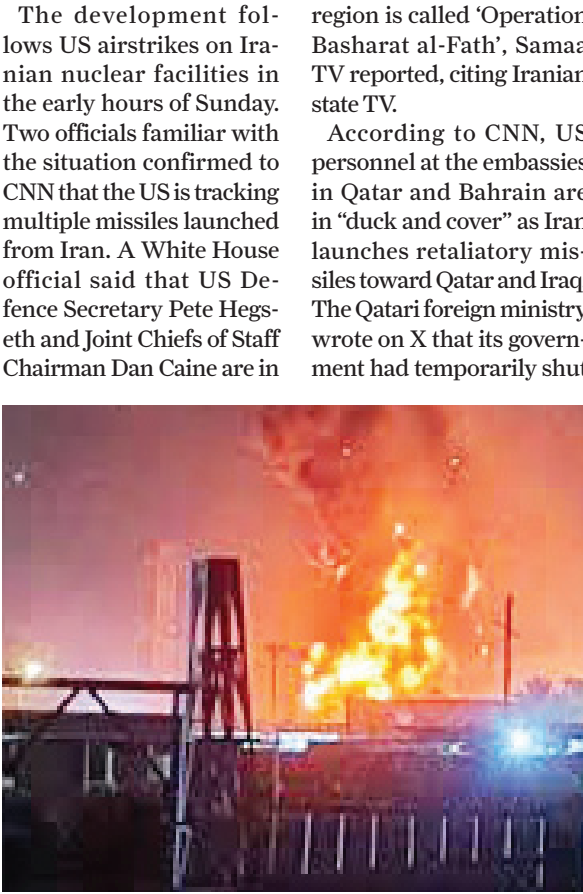 The development fol-
lows US airstrikes on Ira-
nian nuclear facilities in
the early hours of Sunday.
Two officials familiar with
the situation confirmed to
CNN that the US is tracking
multiple missiles launched
from Iran. A White House
official said that US De-
fence Secretary Pete Hegs-
eth and Joint Chiefs of Staff
Chairman Dan Caine are in
region is called ‘Operation
Basharat al-Fath’, Samaa
TV reported, citing Iranian
state TV.
According to CNN, US
personnel at the embassies
in Qatar and Bahrain are
in “duck and cover” as Iran
launches retaliatory mis-
siles toward Qatar and Iraq
The Qatari foreign ministry
wrote on X that its govern-
ment had temporarily shut